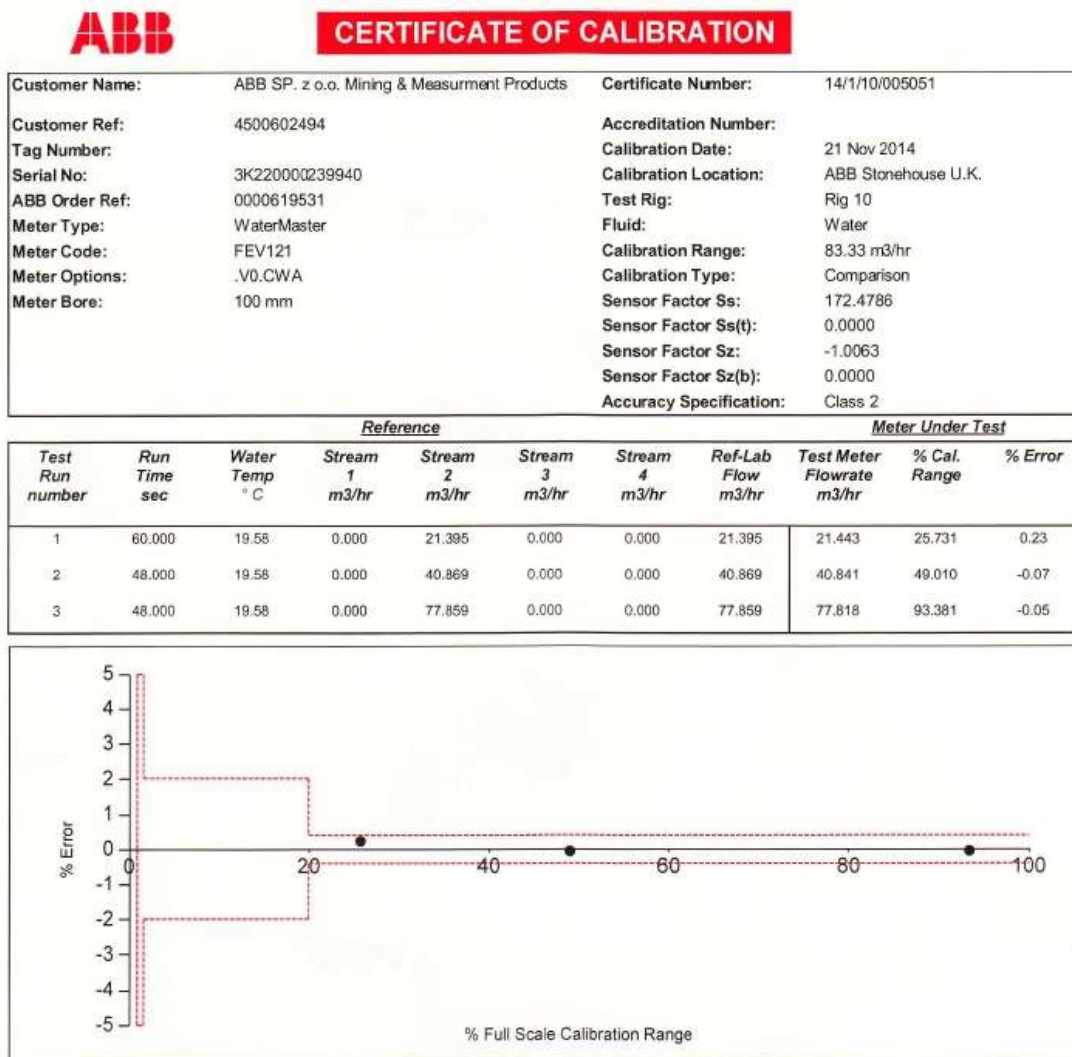 ABB CERTIFICATE OF CALIBRATION
Customer Name: ABB SP. z o.o. Mining & Measurment Products Certificate Number: 14/1/10/005051
Customer Ref: 4500602494 Accreditation Number:
Tag Number: Calibration Date: 21 Nov 2014
Serial No: 3K220000239940 Calibration Location: ABB Stonehouse U.K.
ABB Order Ref: 0000619531 Test Rig: Rig 10
Meter Type: WaterMaster Fluid: Water
Meter Code: FEV121 Calibration Range: 83.33 m3/hr
Meter Options: .V0.CWA Calibration Type: Comparison
Meter Bore: 100 mm Sensor Factor Ss: 172.4786
Sensor Factor Ss(t): 0.0000
Sensor Factor Sz: -1.0063
Sensor Factor Sz(b): 0.0000
Accuracy Specification: Class 2
Reference Meter Under Test
Test Run Water Stream Stream Stream Stream Ref-Lab Test Meter % Cal. % Error
Run Time Temp 1 2 3 4 Flow Flowrate Range
number sec ° C m3/hr m3/hr m3/hr m3/hr m3/hr m3/hr
1 60.000 19.58 0.000 21.395 0.000 0.000 21.395 21.443 25.731 0.23
2 48.000 19.58 0.000 40.869 0.000 0.000 40.869 40.841 49.010 -0.07
3 48.000 19.58 0.000 77.859 0.000 0.000 77.859 77.818 93.381 -0.05
5
4
3
2
1
0
-1
-2
-3
-4
-5
% Error
0 20 40 60 80 100
% Full Scale Calibration Range